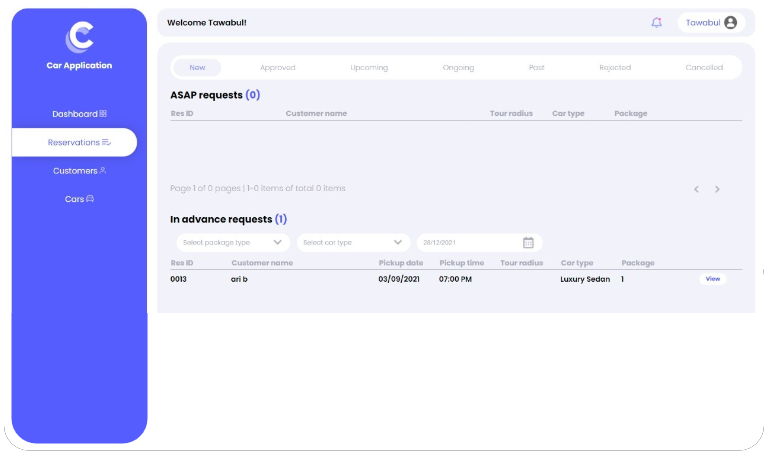 Car Application
Dashboard
Reservations
Customers
Cars
Welcome Tawabul!
Tawabul
New Approved Upcoming Ongoing Past Rejected Cancelled
ASAP requests (0)
Res ID Customer name Tour radius Car type Package
Page 1 of 0 pages | 1-0 items of total 0 items
In advance requests (1)
Select package type Select car type 28/12/2021
Res ID Customer name Pickup date Pickup time Tour radius Car type Package
0013 ari b 03/09/2021 07:00 PM Luxury Sedan 1 View